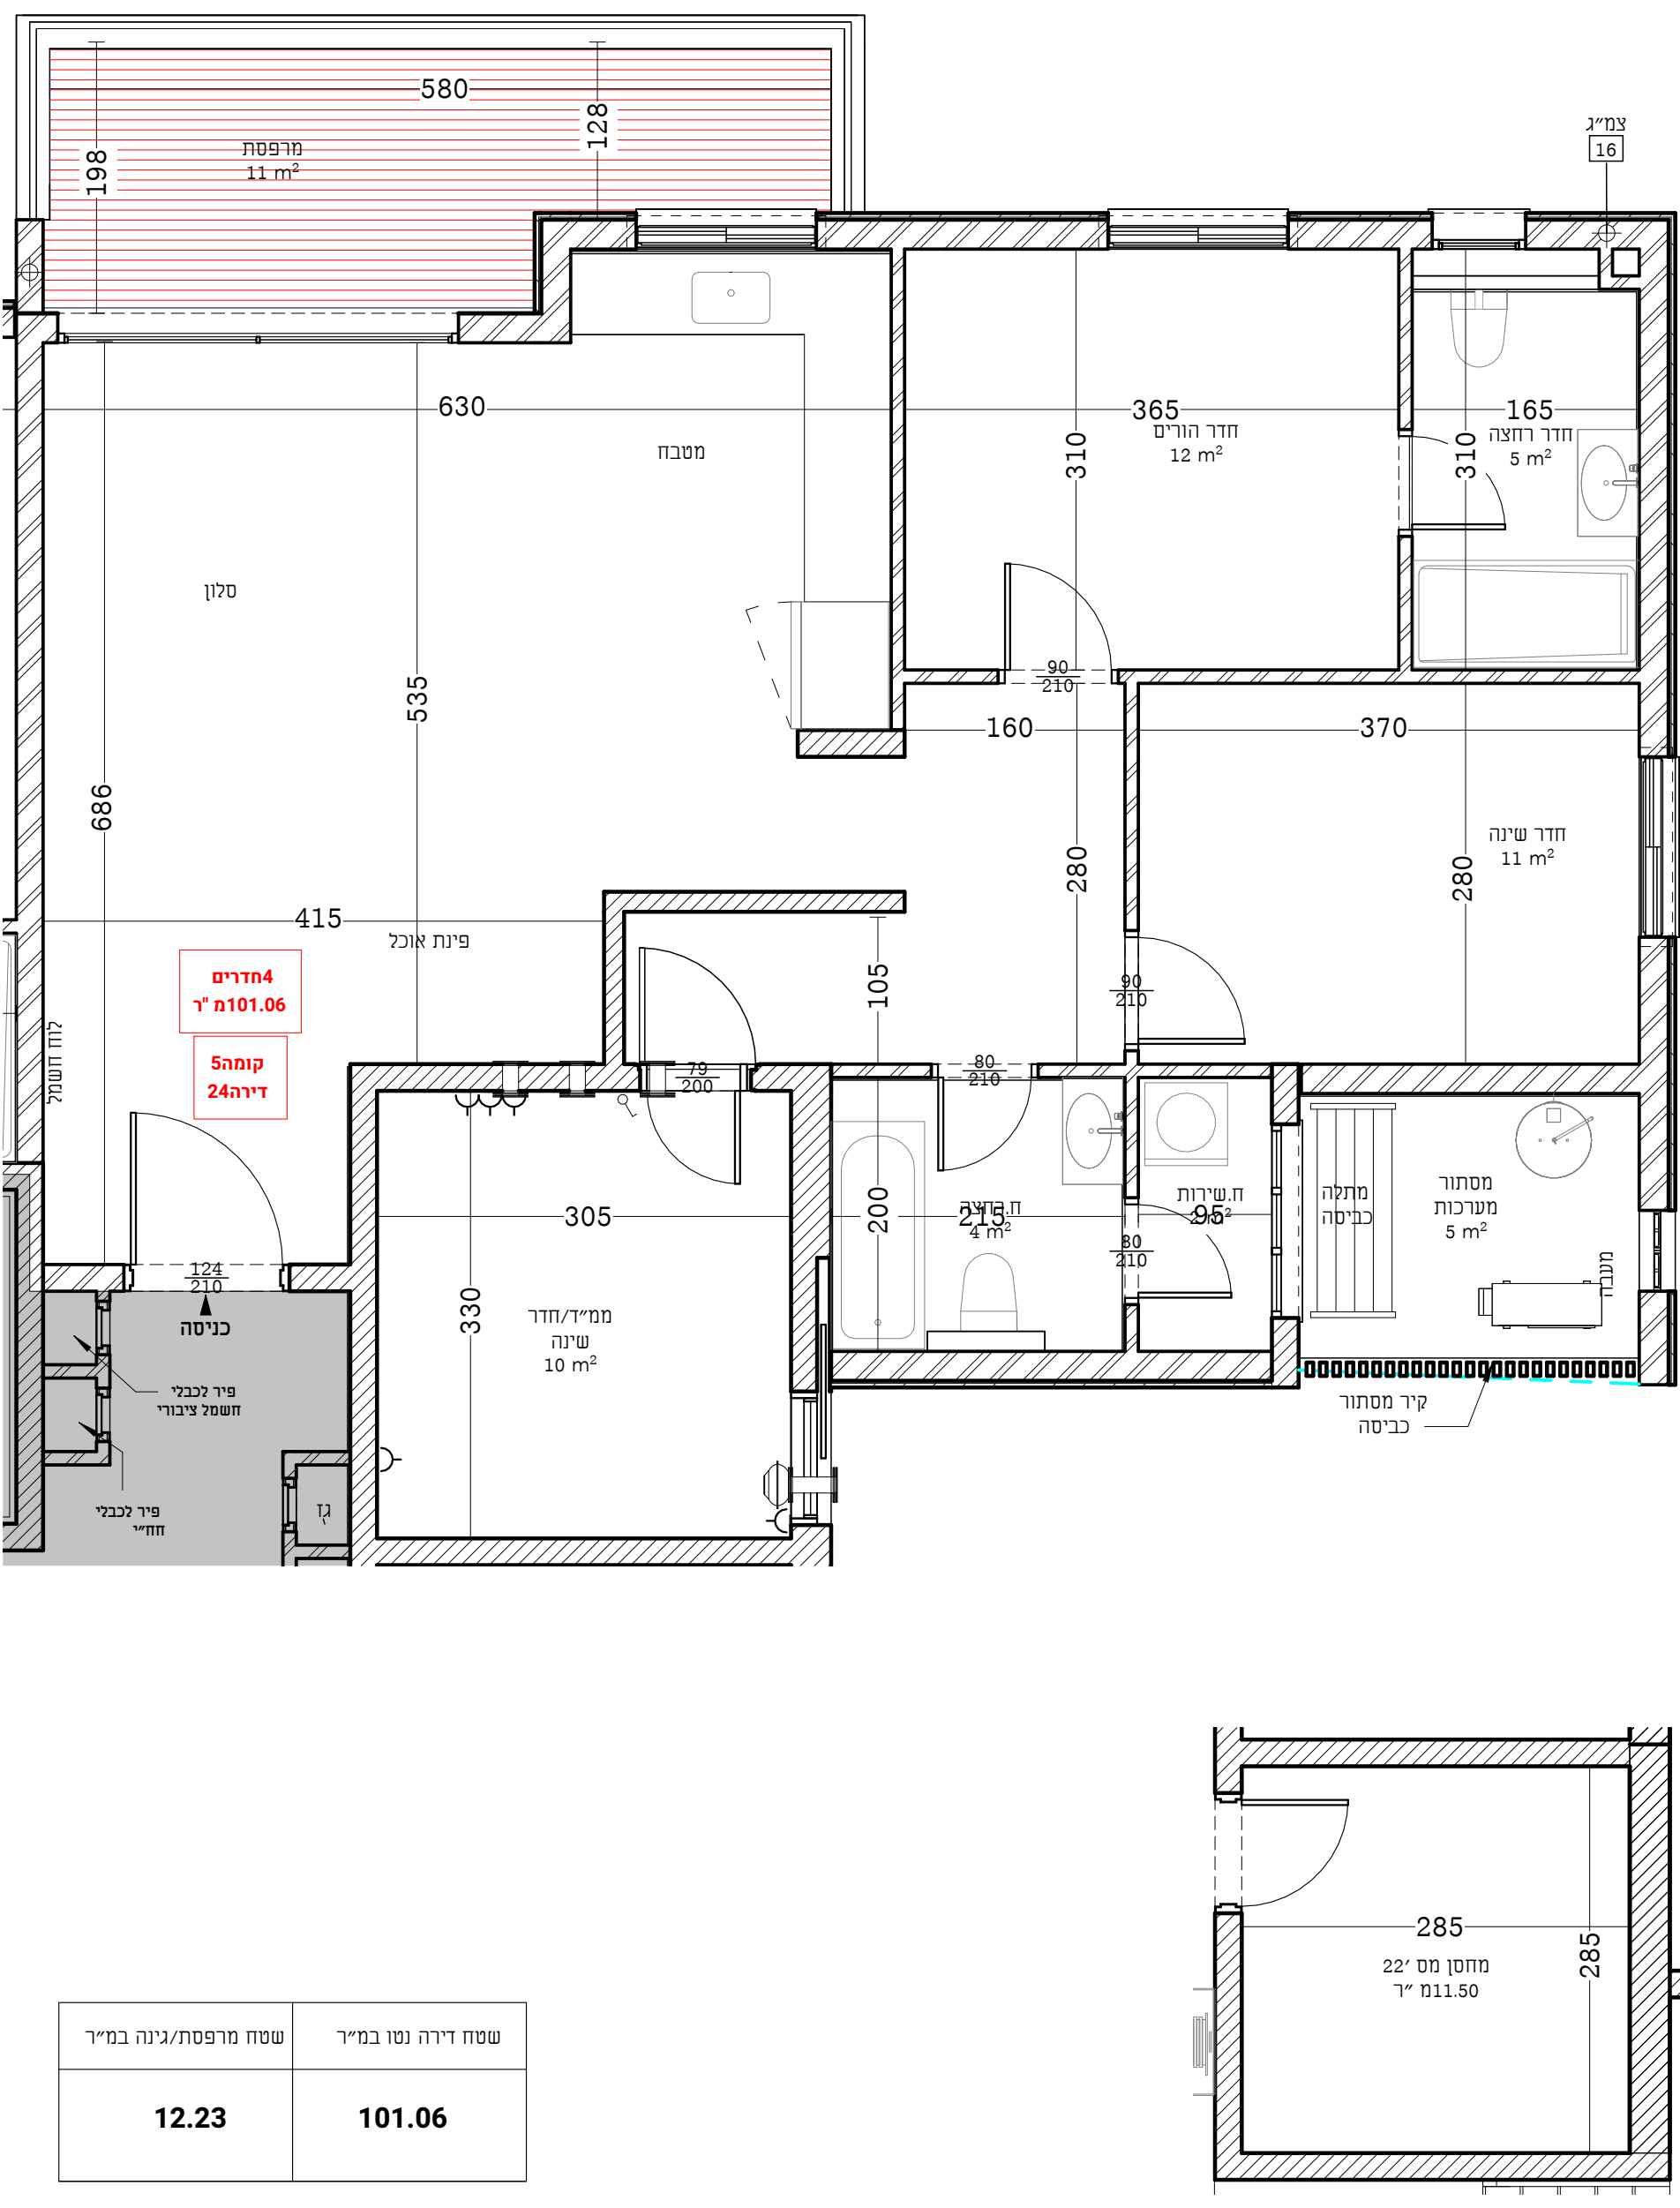 580
128
198
מרפסת
11 m²
צמ״ג
16
630
365
165
חדר הורים
12 m²
310
חדר רחצה
5 m²
310
מטבח
סלון
535
90
210
160
370
686
חדר שינה
11 m²
280
280
415
פינת אוכל
105
90
210
4חדרים
101.06מ "ר
קומה5
דירה24
לוח חשמל
79
200
80
210
305
200
ח.רחצה
215
4 m²
ח.שירות
95
80
210
מתלה
כביסה
מסתור
מערכות
5 m²
מעבה
124
210
כניסה
330
ממ״ד/חדר
שינה
10 m²
פיר לכבלי
חשמל ציבורי
קיר מסתור
כביסה
פיר לכבלי
חח״י
גז
285
285
מחסן מס ׳22
11.50מ ״ר
שטח דירה נטו במ״ר
שטח מרפסת/גינה במ״ר
101.06
12.23